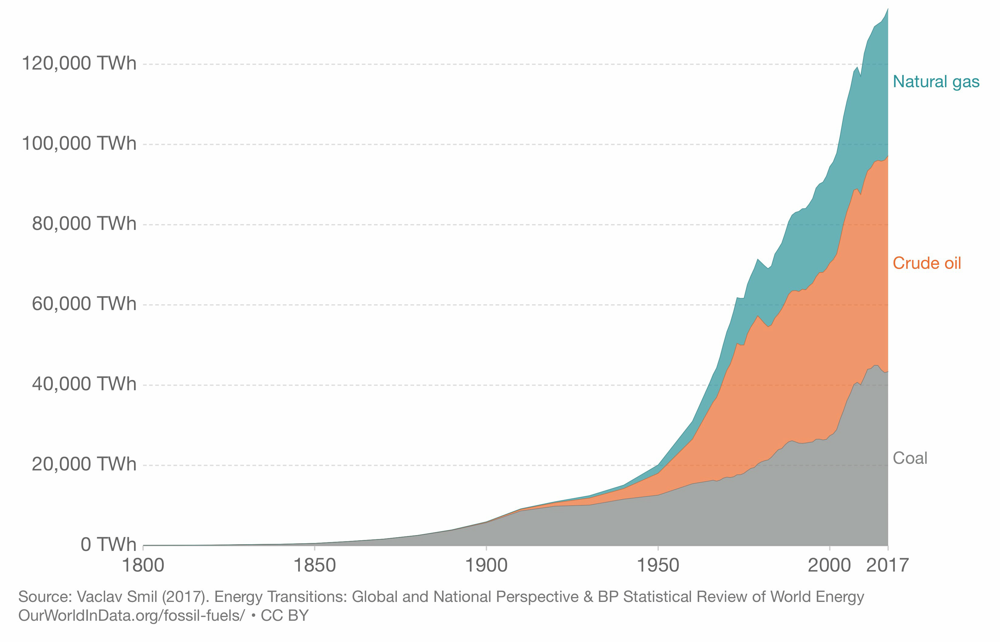 120,000 TWh
Natural gas
100,000 TWh
80,000 TWh
Crude oil
60,000 TWh
40,000 TWh
20,000 TWh
Coal
0 TWh
1800 1850 1900 1950 2000 2017
Source: Vaclav Smil (2017). Energy Transitions: Global and National Perspective & BP Statistical Review of World Energy
OurWorldInData.org/fossil-fuels/ • CC BY